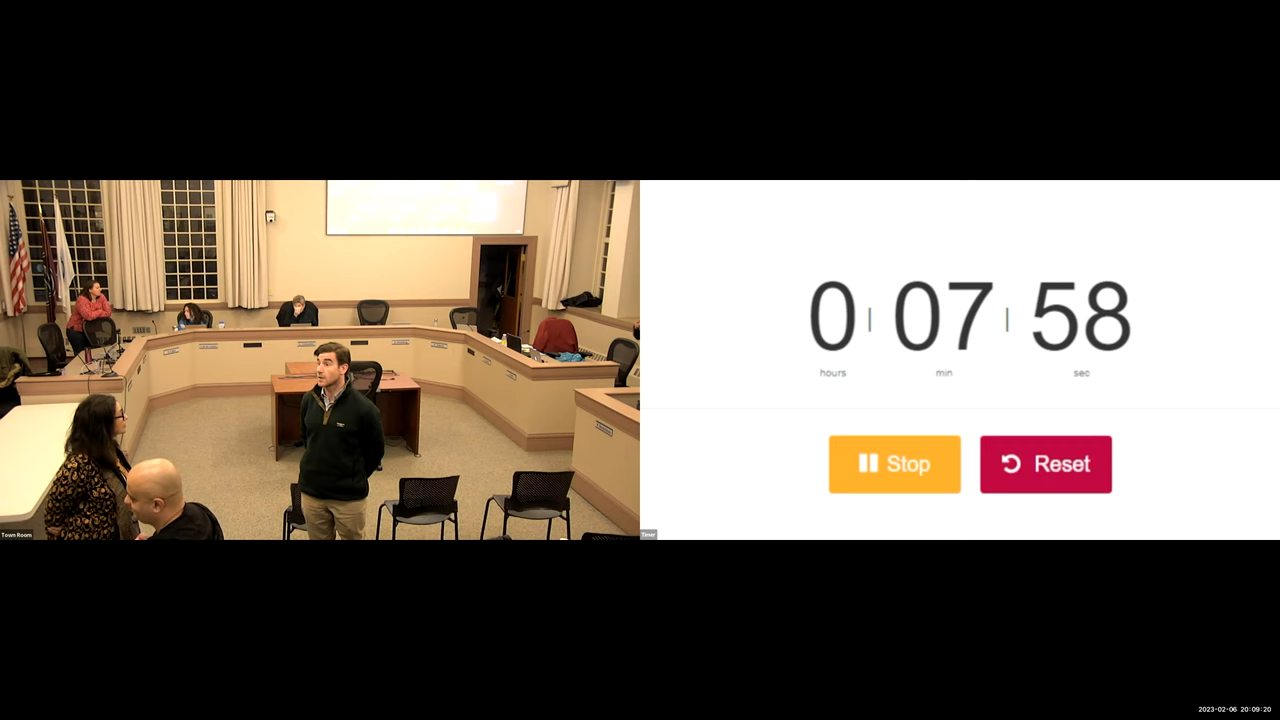 0 07 58
hours min sec
Stop Reset
Town Room
Timer
2023-02-06 20:09:20